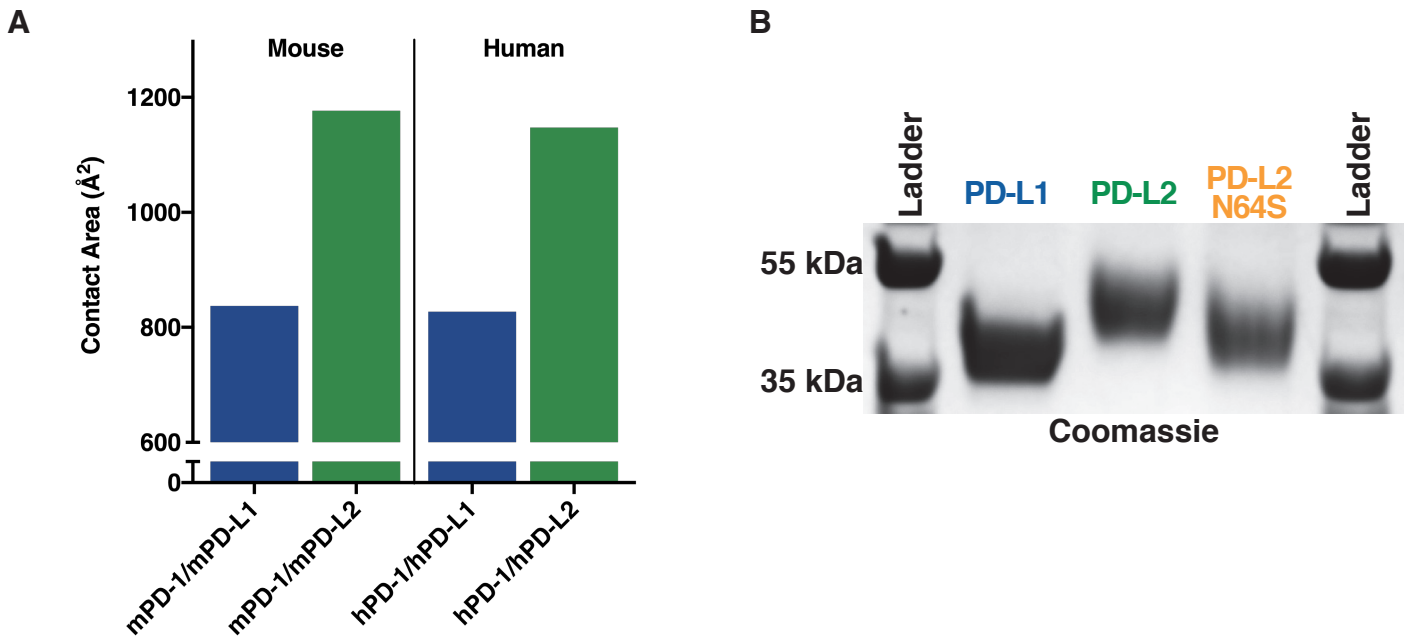 A
Mouse
Human
1200
1000
800
600
0
Contact Area (Å²)
mPD-1/mPD-L1
mPD-1/mPD-L2
hPD-1/hPD-L1
hPD-1/hPD-L2
B
Ladder
PD-L1
PD-L2
PD-L2
N64S
Ladder
55 kDa
35 kDa
Coomassie